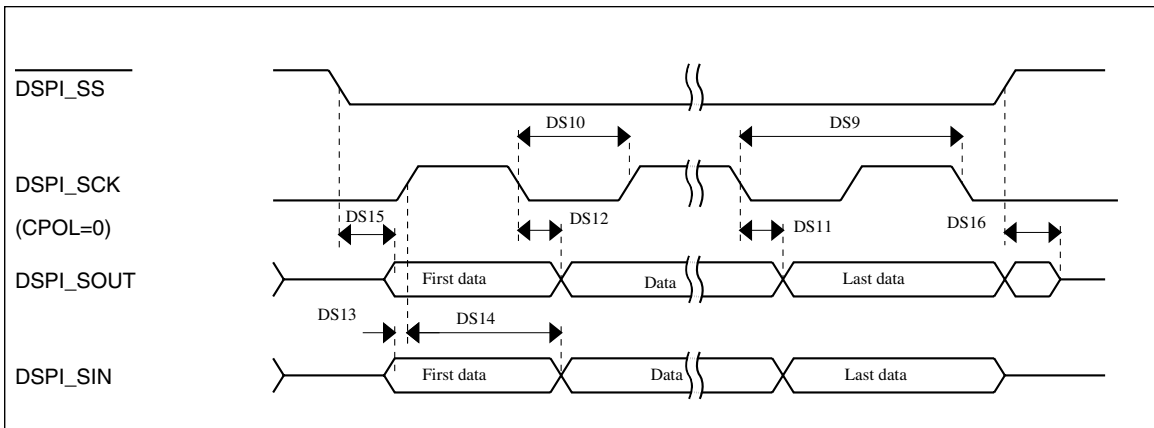 DSPI_SS
DS10
DS9
DSPI_SCK
(CPOL=0)
DS15
DS12
DS11
DS16
DSPI_SOUT
First data
Data
Last data
DS13
DS14
DSPI_SIN
First data
Data
Last data